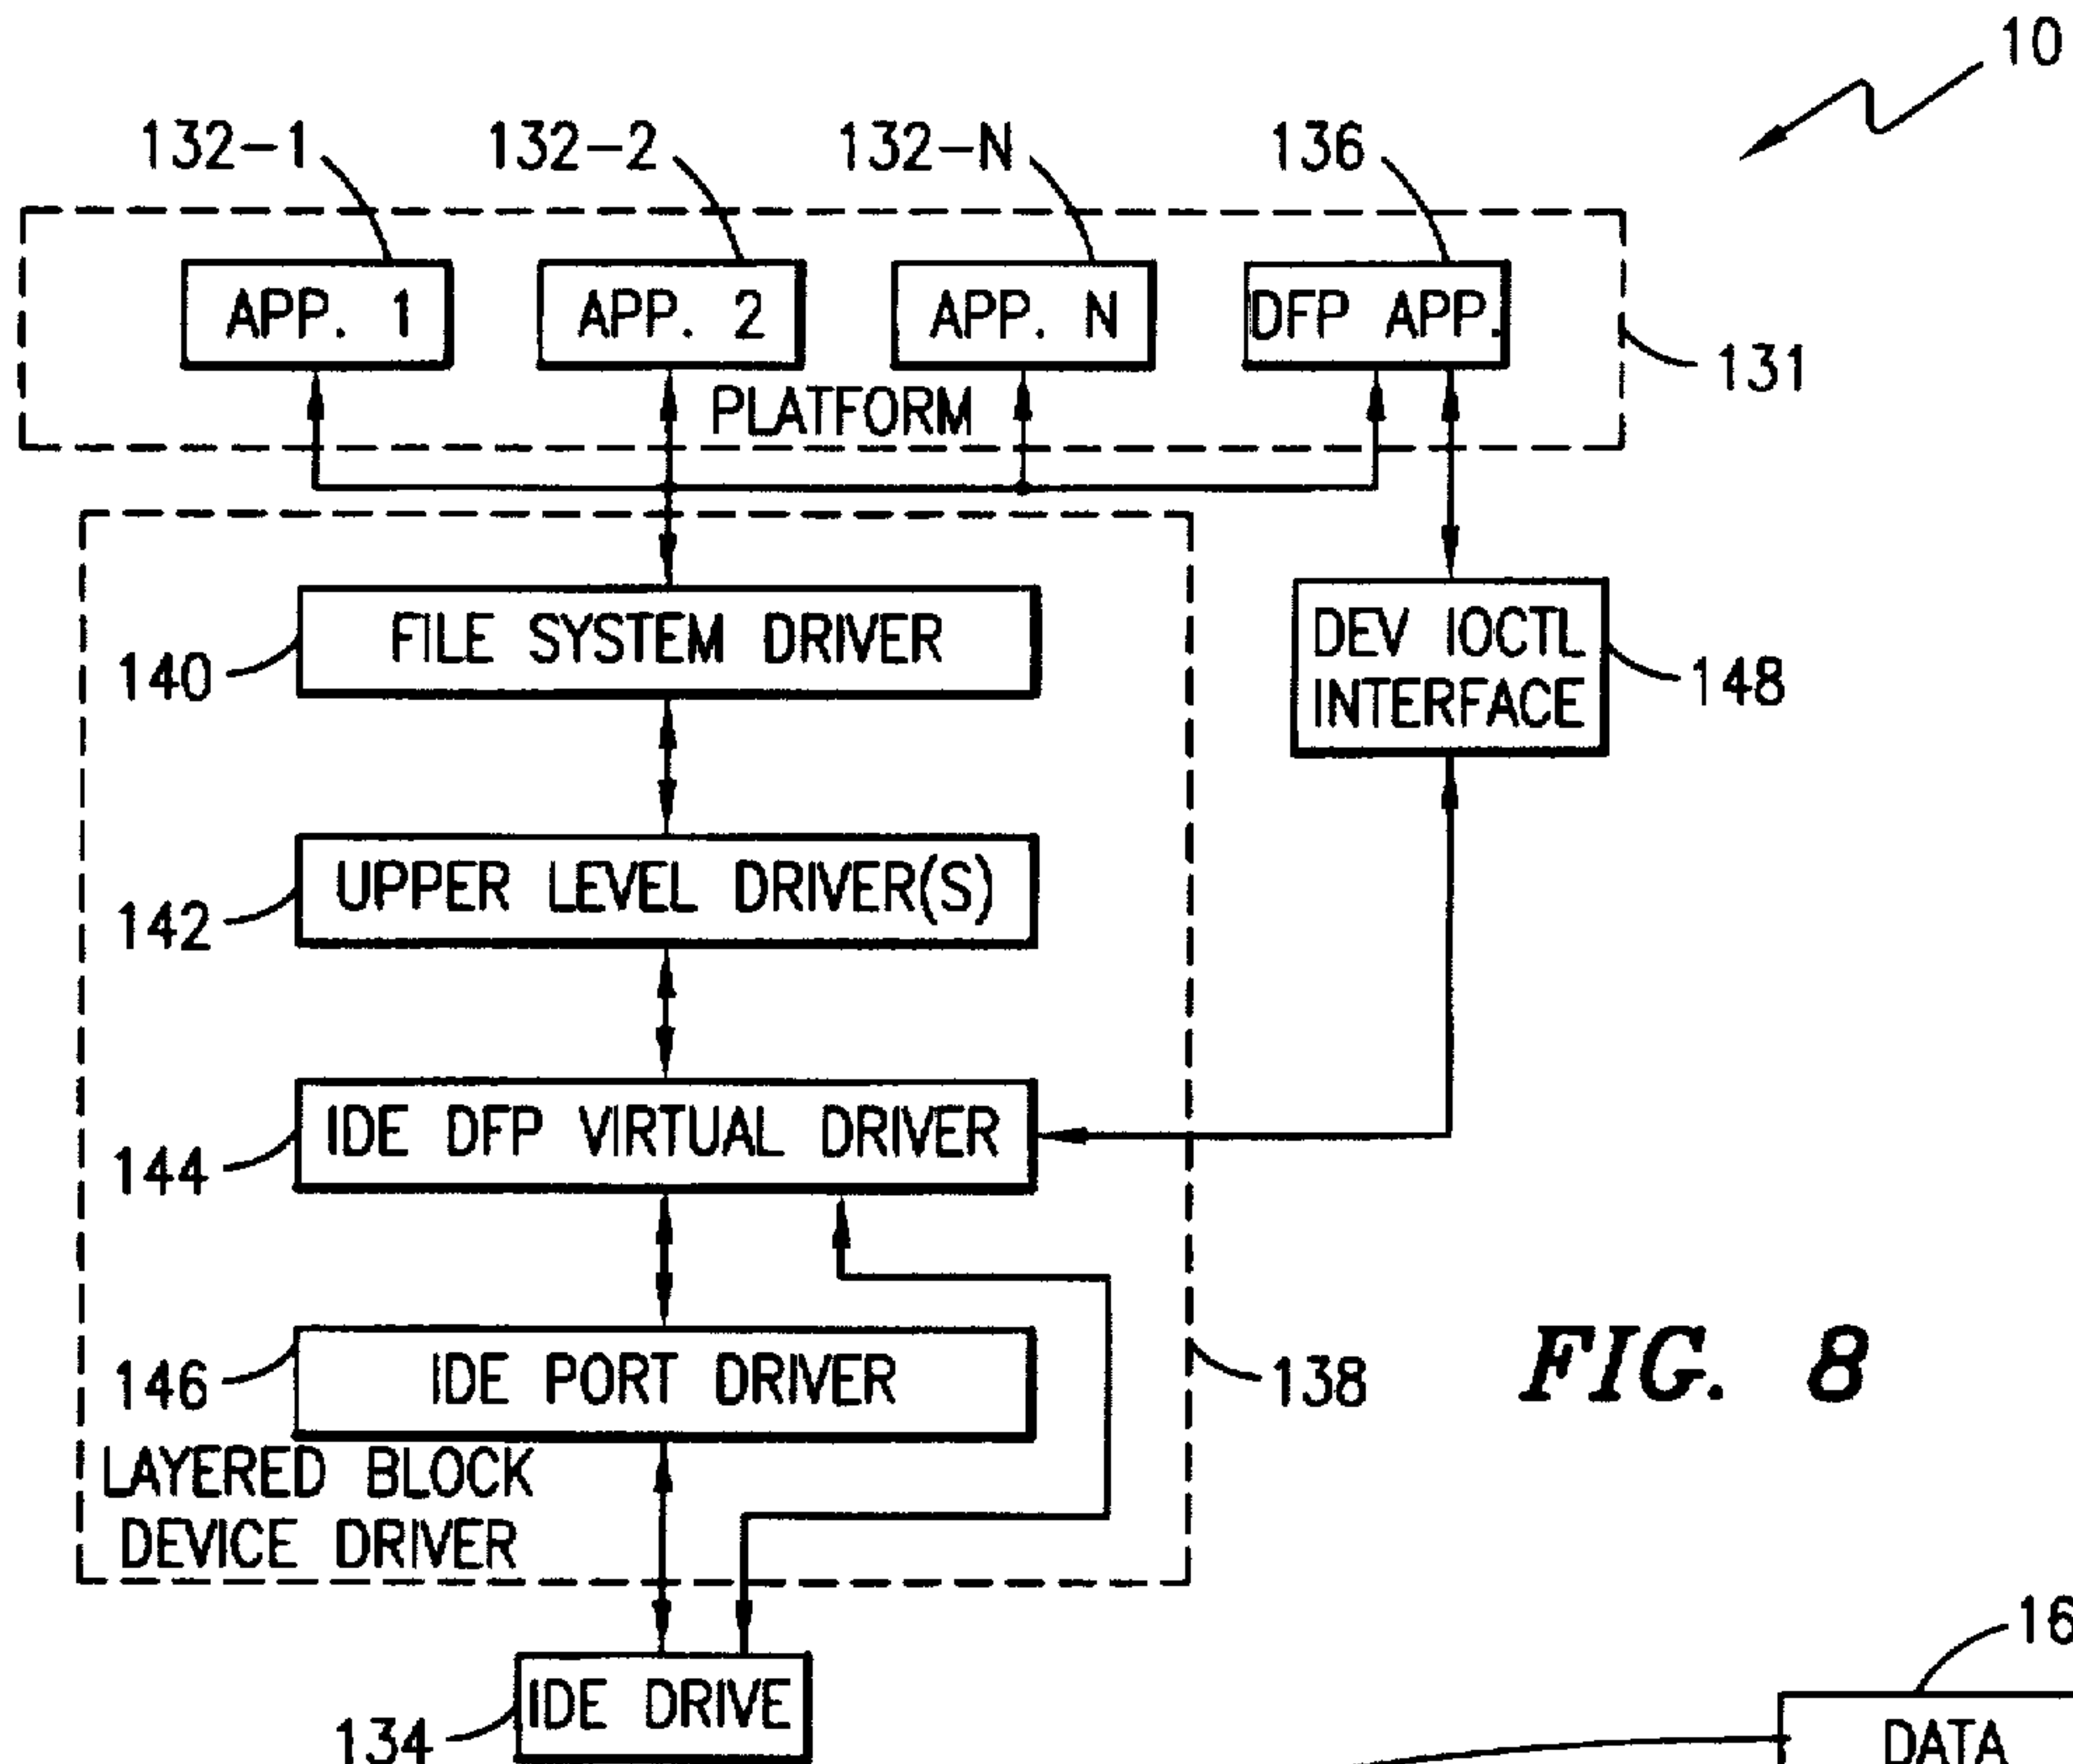 10
132-1 132-2 132-N 136
APP. 1 APP. 2 APP. N DFP APP.
131
PLATFORM
FILE SYSTEM DRIVER
140
DEV IOCTL
INTERFACE
148
UPPER LEVEL DRIVER(S)
142
IDE DFP VIRTUAL DRIVER
144
IDE PORT DRIVER
146
138
FIG. 8
LAYERED BLOCK
DEVICE DRIVER
IDE DRIVE
134
DATA